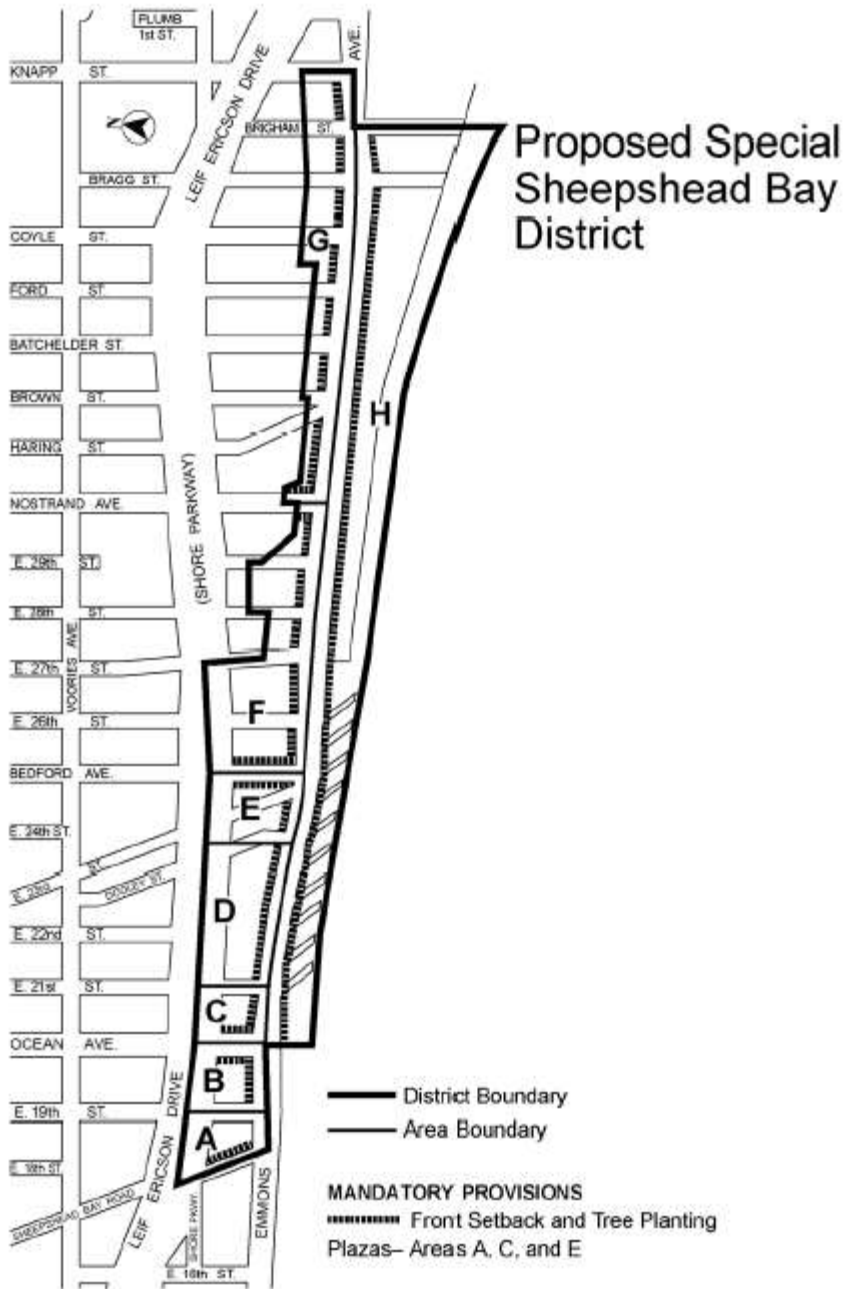 PLUMB
1st ST.
AVE.
KNAPP ST.
N
LEIF ERICSON DRIVE
BRIGHAM ST.
Proposed Special
Sheepshead Bay
District
BRAGG ST.
COYLE ST.
G
FORD ST.
BATCHELDER ST.
BROWN ST.
H
HARING ST.
(SHORE PARKWAY)
NOSTRAND AVE.
E. 29th ST.
E. 28th ST.
VOORIES AVE.
E. 27th ST.
F
E. 26th ST.
BEDFORD AVE.
E
E. 24th ST.
E. 23rd ST.
DOOLEY ST.
D
E. 22nd ST.
E. 21st ST.
C
OCEAN AVE.
B
District Boundary
E. 19th ST.
Area Boundary
A
E. 18th ST.
LEIF ERICSON DRIVE
SHEEPSHEAD BAY ROAD
SHORE PKWY.
EMMONS
MANDATORY PROVISIONS
Front Setback and Tree Planting
Plazas– Areas A, C, and E
E. 16th ST.